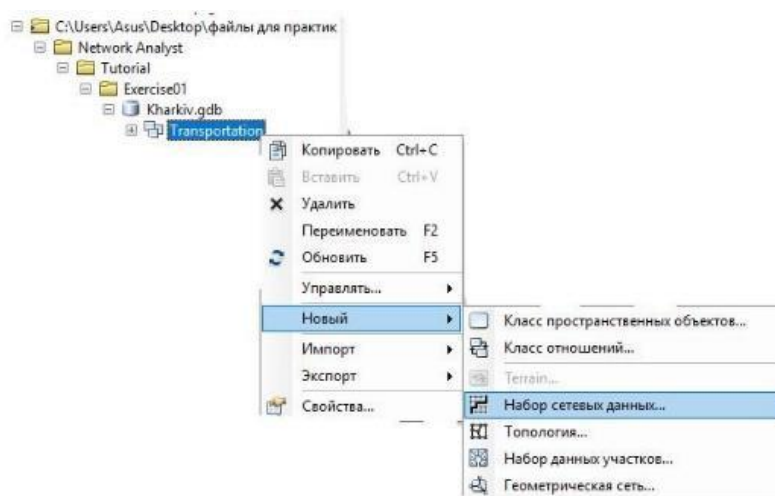 C:\Users\Asus\Desktop\файлы для практик
Network Analyst
Tutorial
Exercise01
Kharkiv.gdb
Transportation
Копировать Ctrl+C
Вставить Ctrl+V
Удалить
Переименовать F2
Обновить F5
Управлять...
Новый
Импорт
Экспорт
Свойства...
Класс пространственных объектов...
Класс отношений...
Terrain...
Набор сетевых данных...
Топология...
Набор данных участков...
Геометрическая сеть...